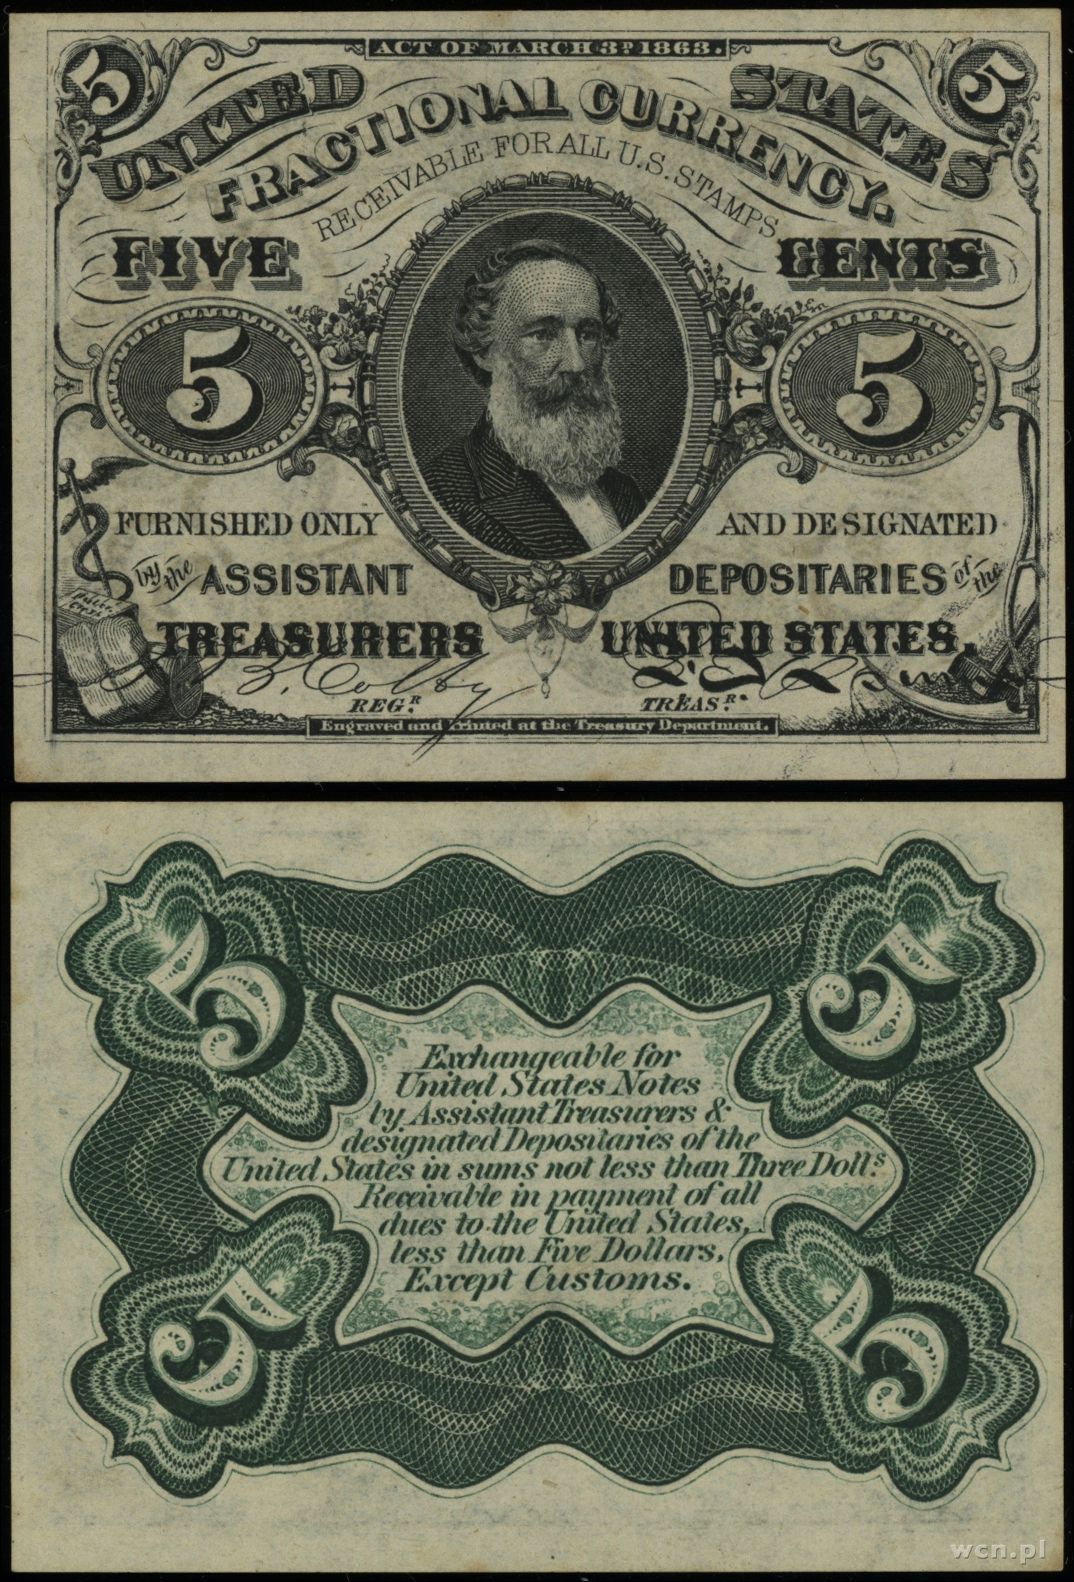 ACT OF MARCH 3D 1863.
5 5
UNITED STATES
FRACTIONAL CURRENCY.
RECEIVABLE FOR ALL U.S. STAMPS
FIVE CENTS
5 5
FURNISHED ONLY AND DESIGNATED
by the ASSISTANT DEPOSITARIES of the
TREASURERS UNITED STATES.
S. B. Colby
REGR. TREAS.R.
Engraved and Printed at the Treasury Department.
5 5
Exchangeable for
United States Notes
by Assistant Treasurers &
designated Depositaries of the
United States in sums not less than Three Dolls.
Receivable in payment of all
dues to the United States,
less than Five Dollars,
Except Customs.
5 5
wcn.pl